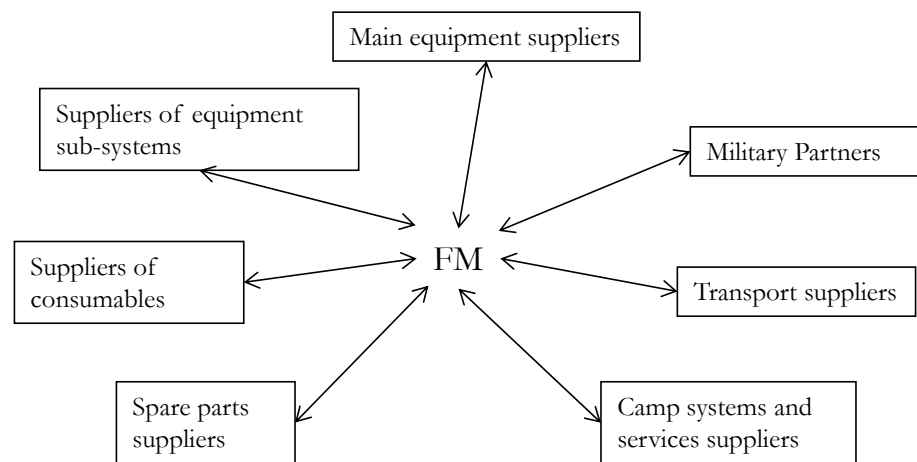 Main equipment suppliers
Suppliers of equipment
sub-systems
Military Partners
FM
Suppliers of
consumables
Transport suppliers
Spare parts
suppliers
Camp systems and
services suppliers